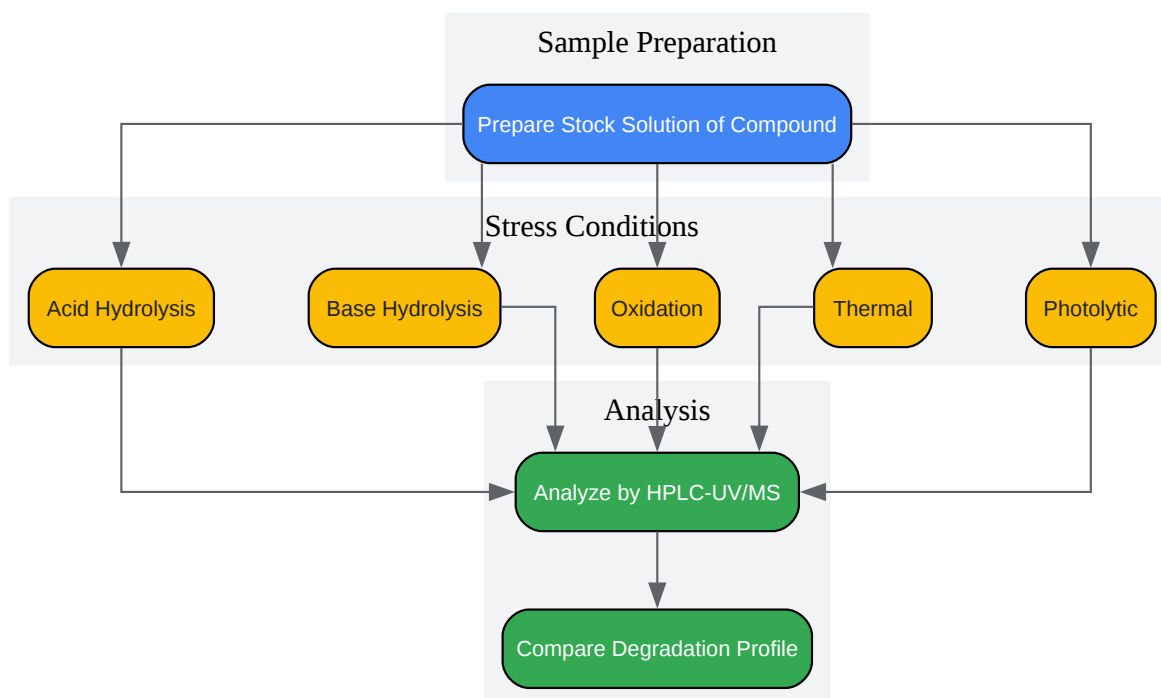 Sample Preparation
Prepare Stock Solution of Compound
Stress Conditions
Acid Hydrolysis
Base Hydrolysis
Oxidation
Thermal
Photolytic
Analysis
Analyze by HPLC-UV/MS
Compare Degradation Profile